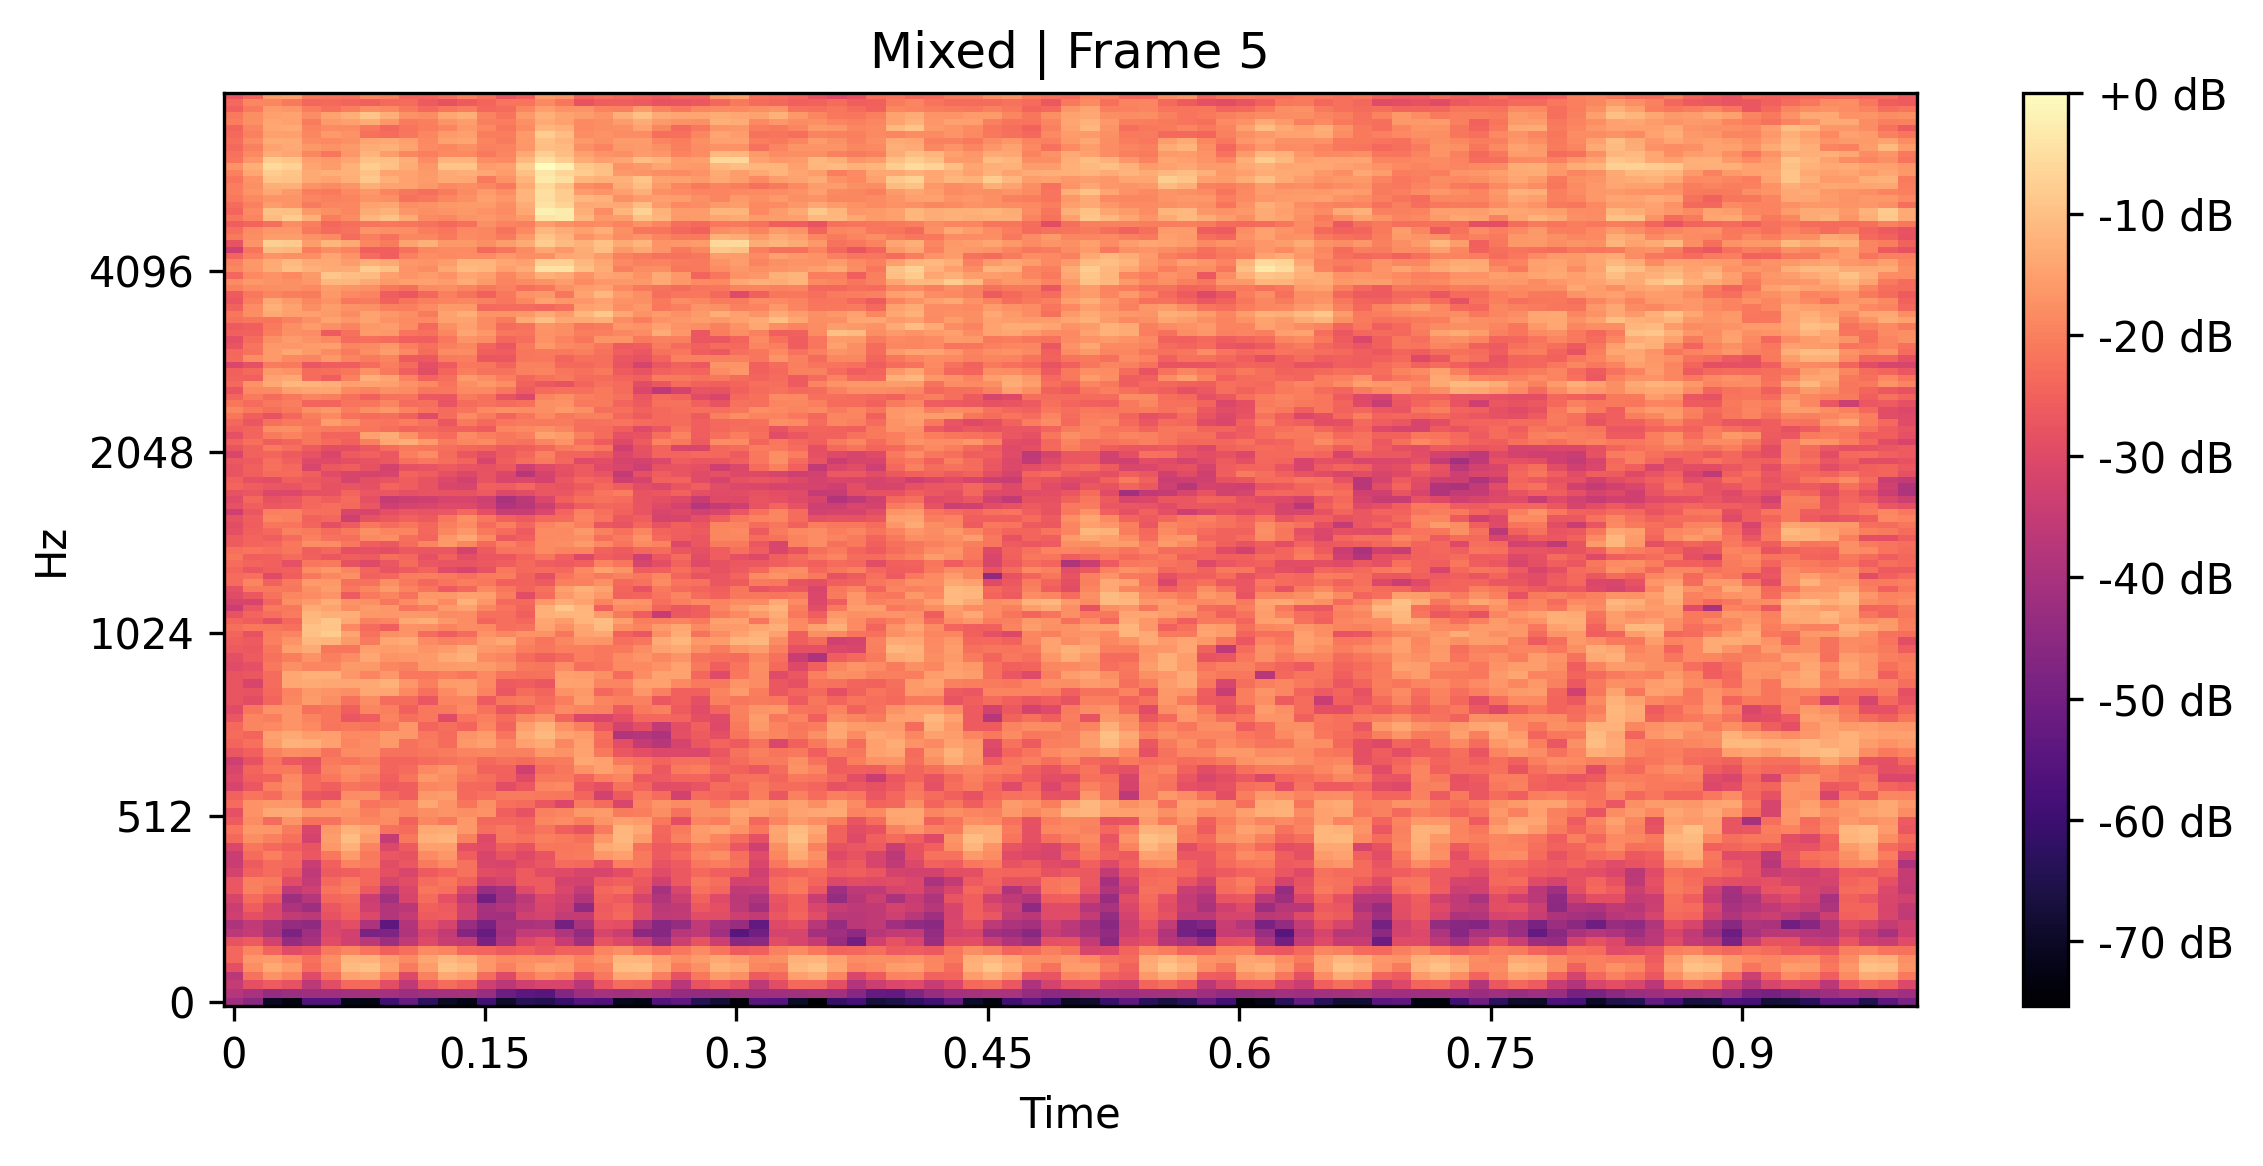 Mixed | Frame 5
Hz
4096
2048
1024
512
0
0 0.15 0.3 0.45 0.6 0.75 0.9
Time
+0 dB
-10 dB
-20 dB
-30 dB
-40 dB
-50 dB
-60 dB
-70 dB